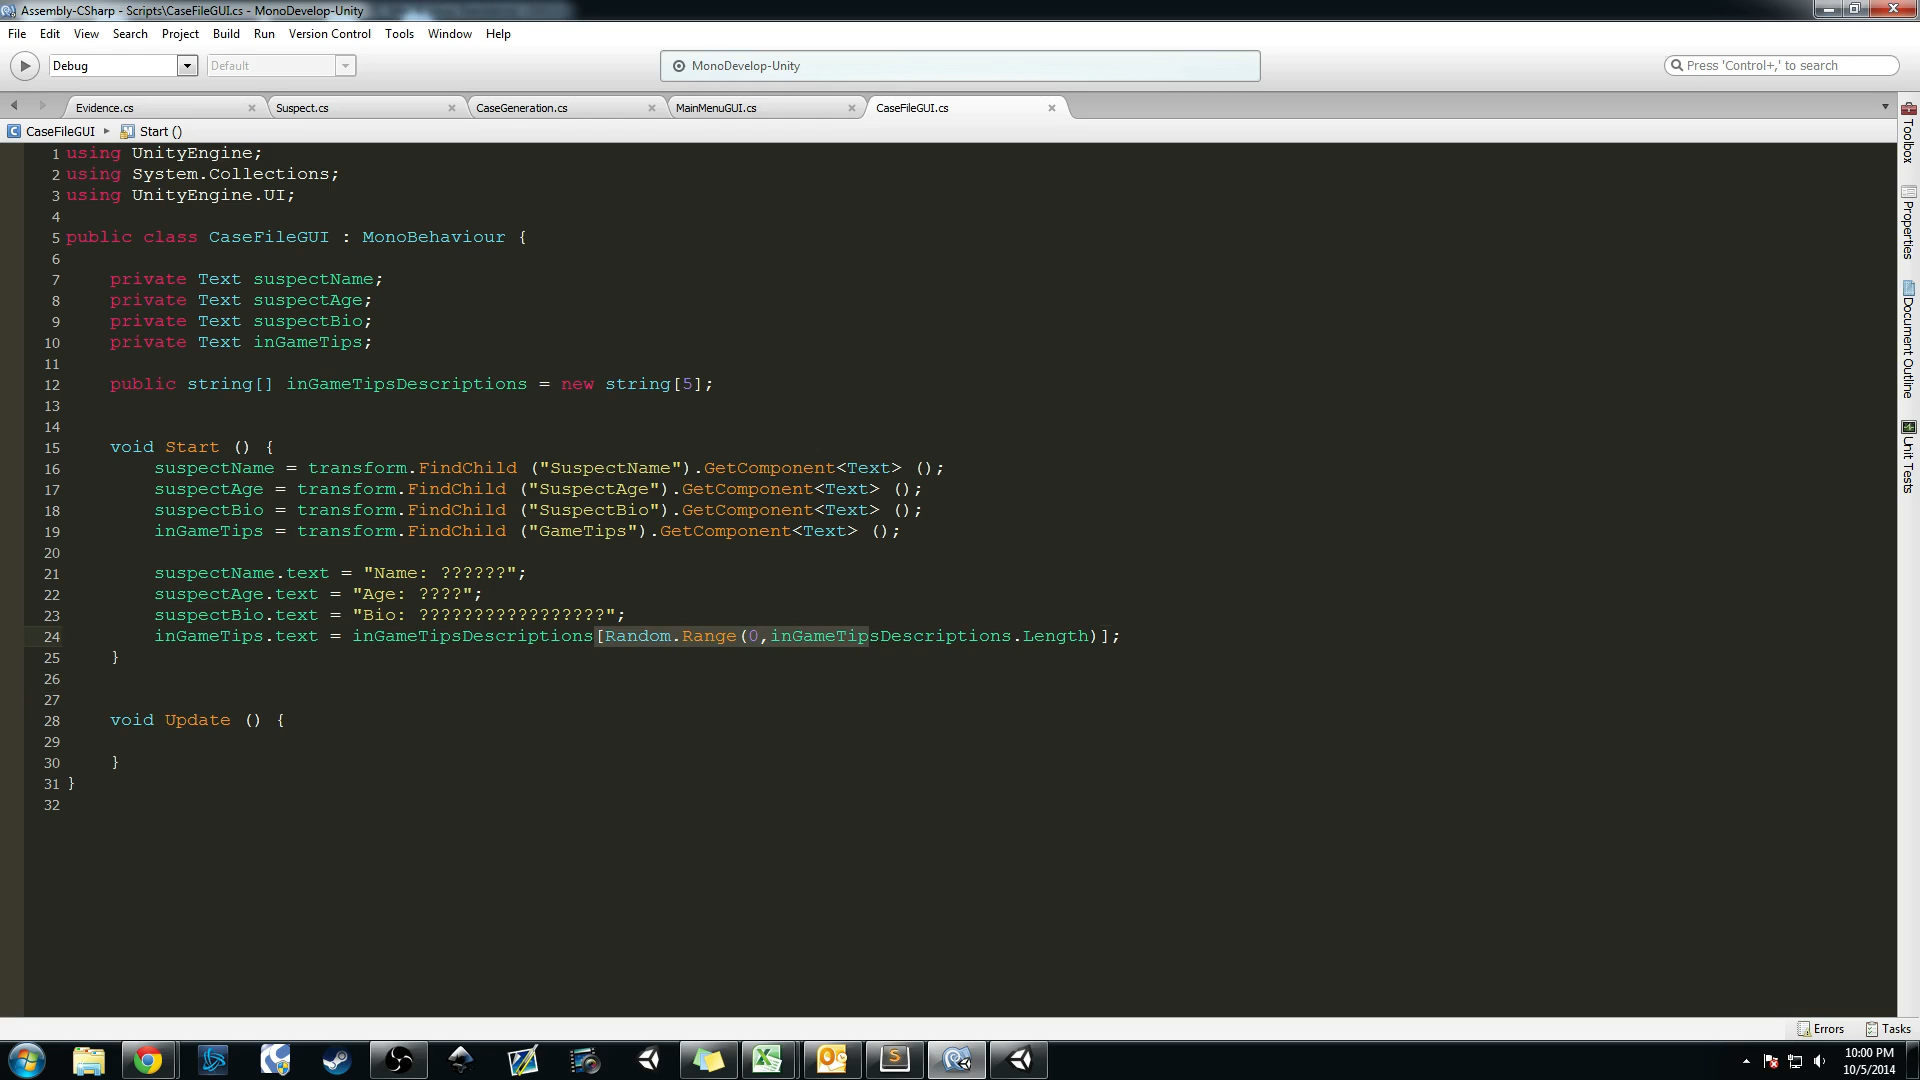 Assembly-CSharp - Scripts\CaseFileGUI.cs - MonoDevelop-Unity
File Edit View Search Project Build Run Version Control Tools Window Help
Debug Default MonoDevelop-Unity Press 'Control+,' to search
Evidence.cs Suspect.cs CaseGeneration.cs MainMenuGUI.cs CaseFileGUI.cs
CaseFileGUI Start ()
1 using UnityEngine;
2 using System.Collections;
3 using UnityEngine.UI;
4
5 public class CaseFileGUI : MonoBehaviour {
6
7 private Text suspectName;
8 private Text suspectAge;
9 private Text suspectBio;
10 private Text inGameTips;
11
12 public string[] inGameTipsDescriptions = new string[5];
13
14
15 void Start () {
16 suspectName = transform.FindChild ("SuspectName").GetComponent<Text> ();
17 suspectAge = transform.FindChild ("SuspectAge").GetComponent<Text> ();
18 suspectBio = transform.FindChild ("SuspectBio").GetComponent<Text> ();
19 inGameTips = transform.FindChild ("GameTips").GetComponent<Text> ();
20
21 suspectName.text = "Name: ??????";
22 suspectAge.text = "Age: ????";
23 suspectBio.text = "Bio: ?????????????????";
24 inGameTips.text = inGameTipsDescriptions[Random.Range(0,inGameTipsDescriptions.Length)];
25 }
26
27
28 void Update () {
29
30 }
31 }
32
Toolbox
Properties
Document Outline
Unit Tests
Errors Tasks
10:00 PM
10/5/2014